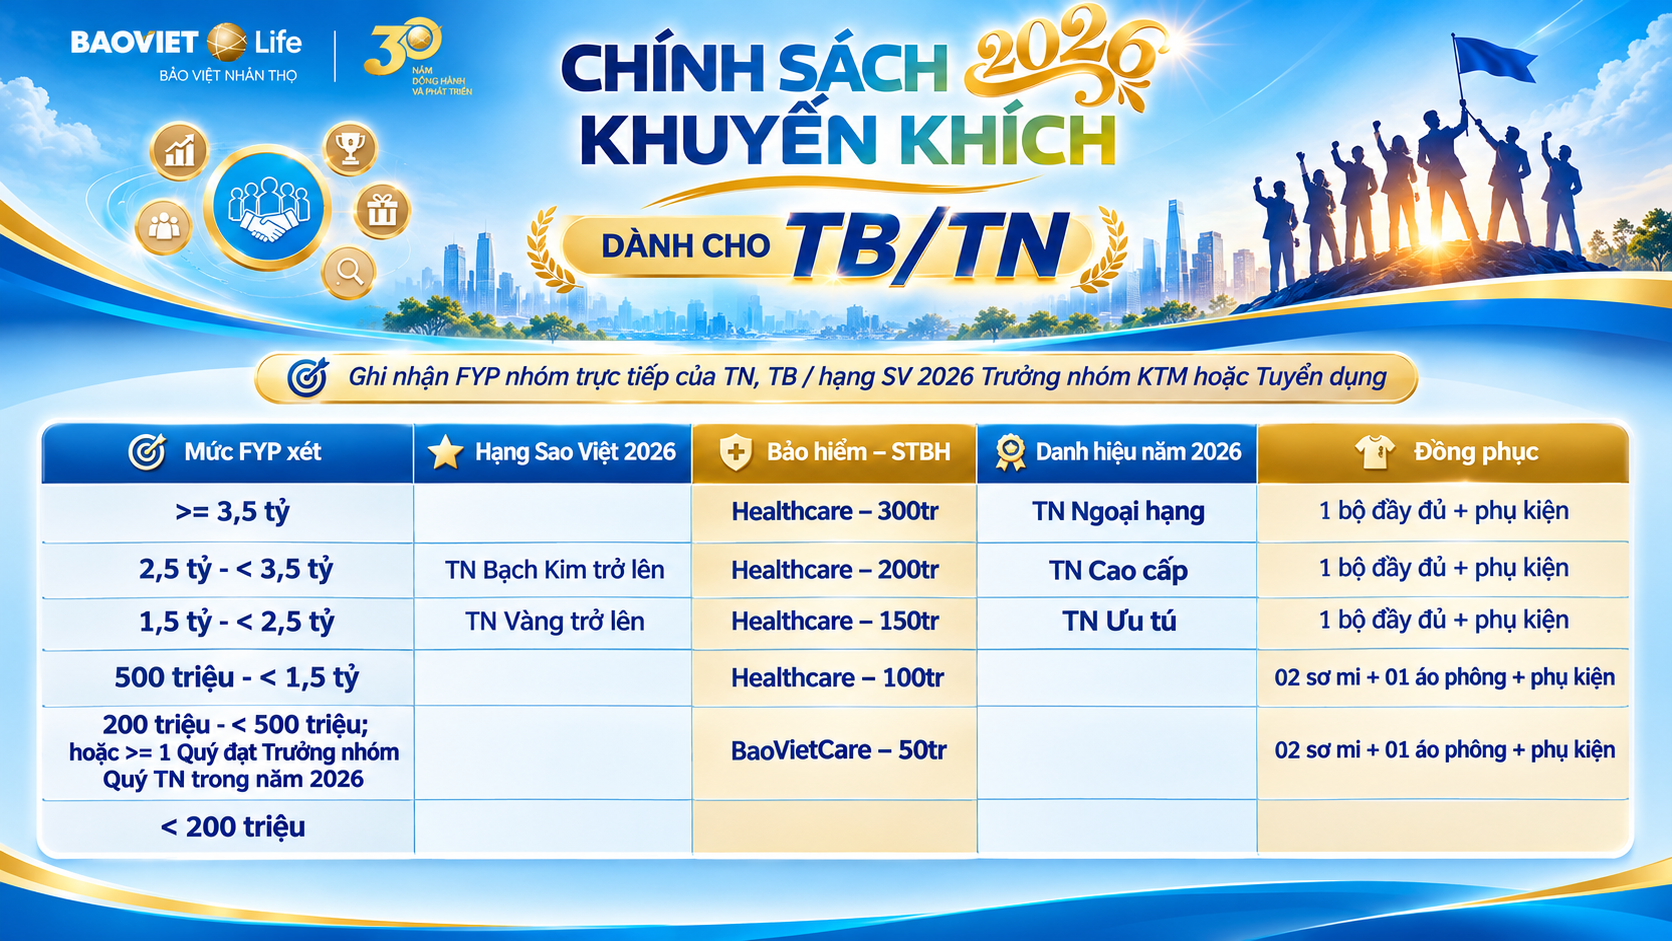 BAOVIET Life
BẢO VIỆT NHÂN THỌ
30
NĂM
ĐỒNG HÀNH
VÀ PHÁT TRIỂN
CHÍNH SÁCH 2026
KHUYẾN KHÍCH
DÀNH CHO TB/TN
Ghi nhận FYP nhóm trực tiếp của TN, TB / hạng SV 2026 Trưởng nhóm KTM hoặc Tuyển dụng
Mức FYP xét Hạng Sao Việt 2026 Bảo hiểm – STBH Danh hiệu năm 2026 Đồng phục
>= 3,5 tỷ Healthcare – 300tr TN Ngoại hạng 1 bộ đầy đủ + phụ kiện
2,5 tỷ - < 3,5 tỷ TN Bạch Kim trở lên Healthcare – 200tr TN Cao cấp 1 bộ đầy đủ + phụ kiện
1,5 tỷ - < 2,5 tỷ TN Vàng trở lên Healthcare – 150tr TN Ưu tú 1 bộ đầy đủ + phụ kiện
500 triệu - < 1,5 tỷ Healthcare – 100tr 02 sơ mi + 01 áo phông + phụ kiện
200 triệu - < 500 triệu;
hoặc >= 1 Quý đạt Trưởng nhóm
Quý TN trong năm 2026
BaoVietCare – 50tr 02 sơ mi + 01 áo phông + phụ kiện
< 200 triệu